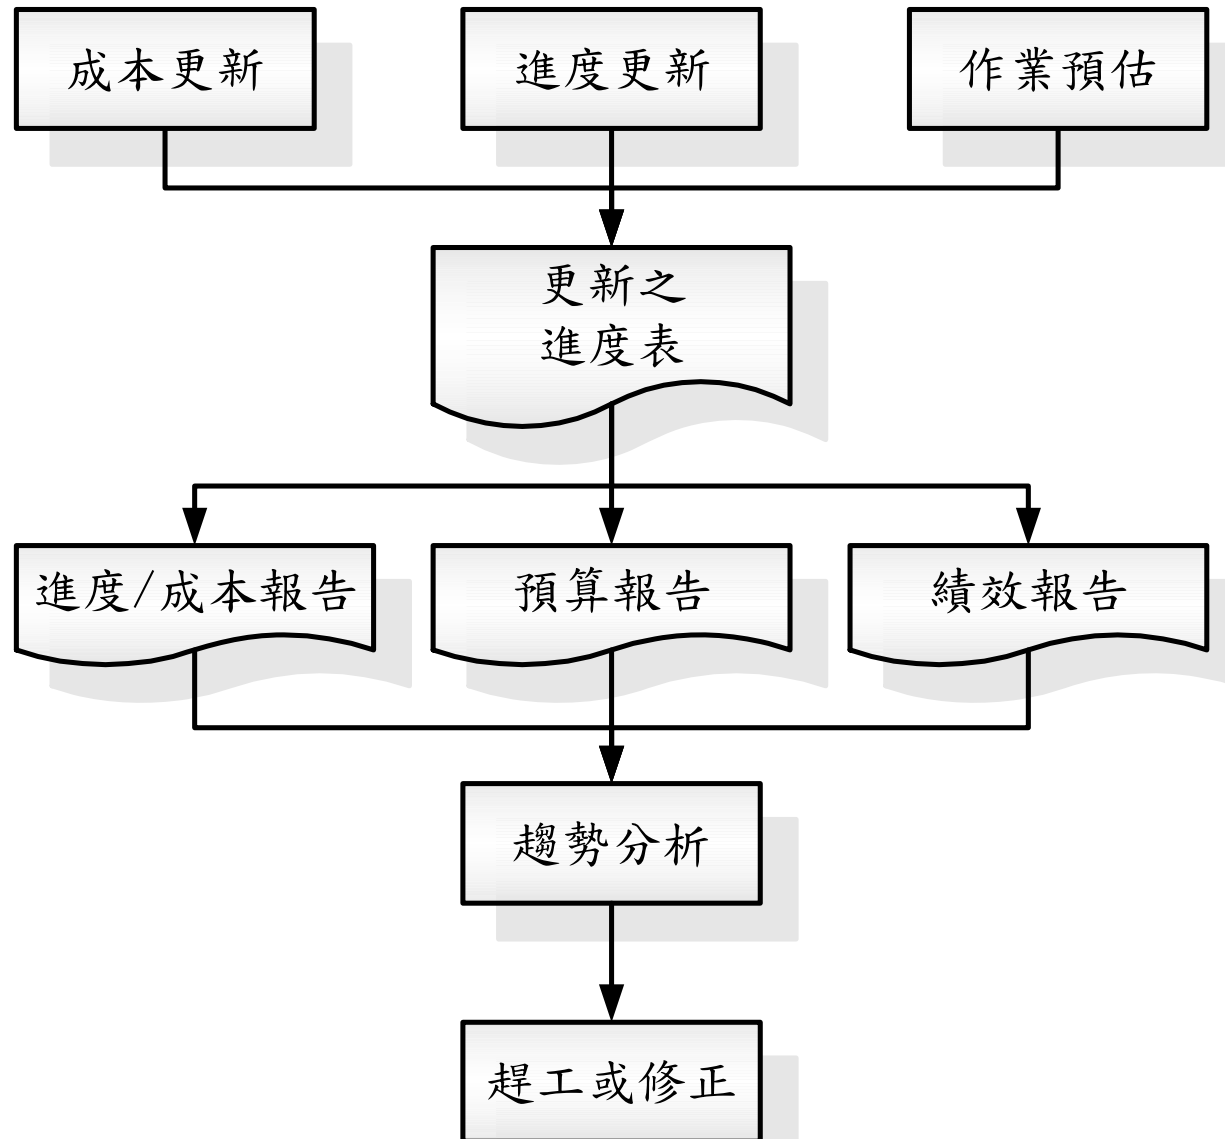 成本更新
進度更新
作業預估
更新之
進度表
進度/成本報告
預算報告
績效報告
趨勢分析
趕工或修正